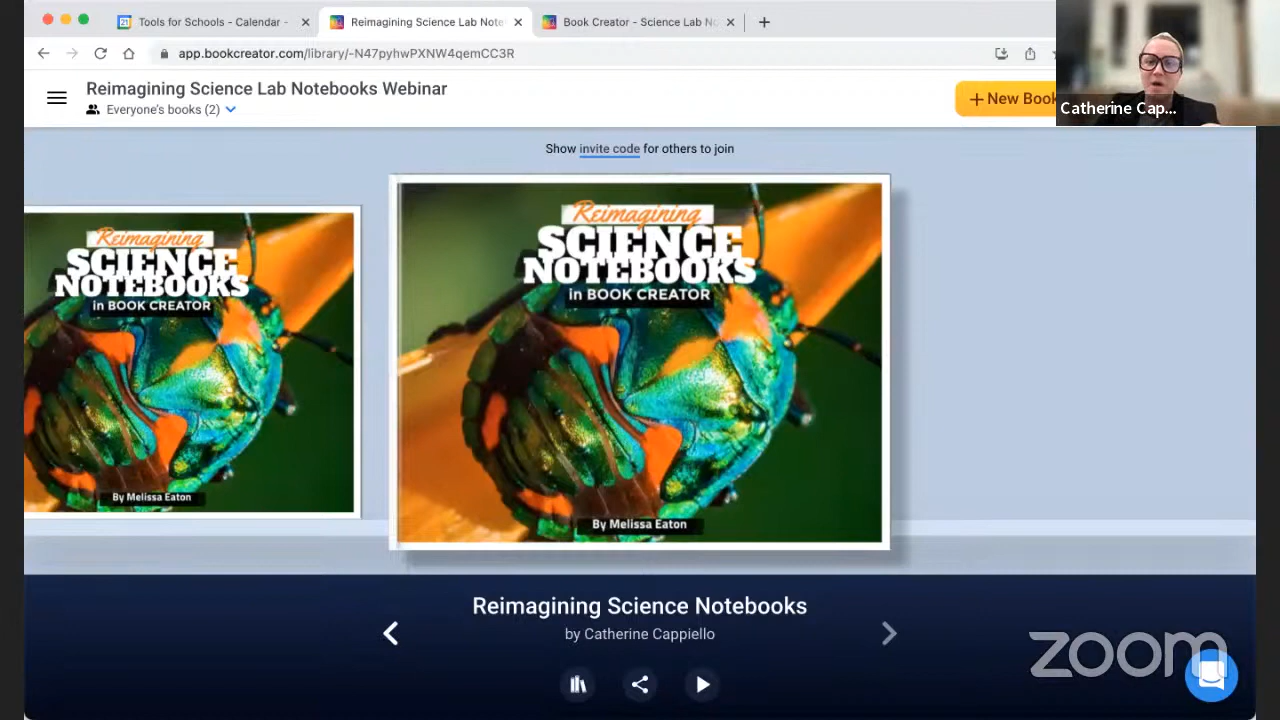 Tools for Schools - Calendar -
Reimagining Science Lab Note
Book Creator - Science Lab No
app.bookcreator.com/library/-N47pyhwPXNW4qemCC3R
Reimagining Science Lab Notebooks Webinar
Everyone's books (2)
+ New Book
Catherine Cap...
Show invite code for others to join
Reimagining
SCIENCE
NOTEBOOKS
in BOOK CREATOR
By Melissa Eaton
Reimagining
SCIENCE
NOTEBOOKS
in BOOK CREATOR
By Melissa Eaton
Reimagining Science Notebooks
by Catherine Cappiello
zoom